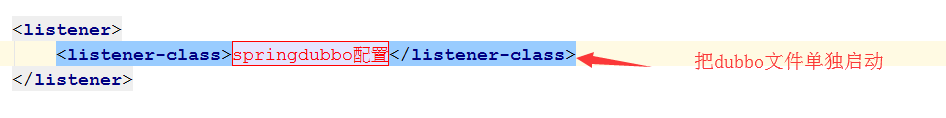 <listener>
<listener-class>springdubbo配置</listener-class> 把dubbo文件单独启动
</listener>